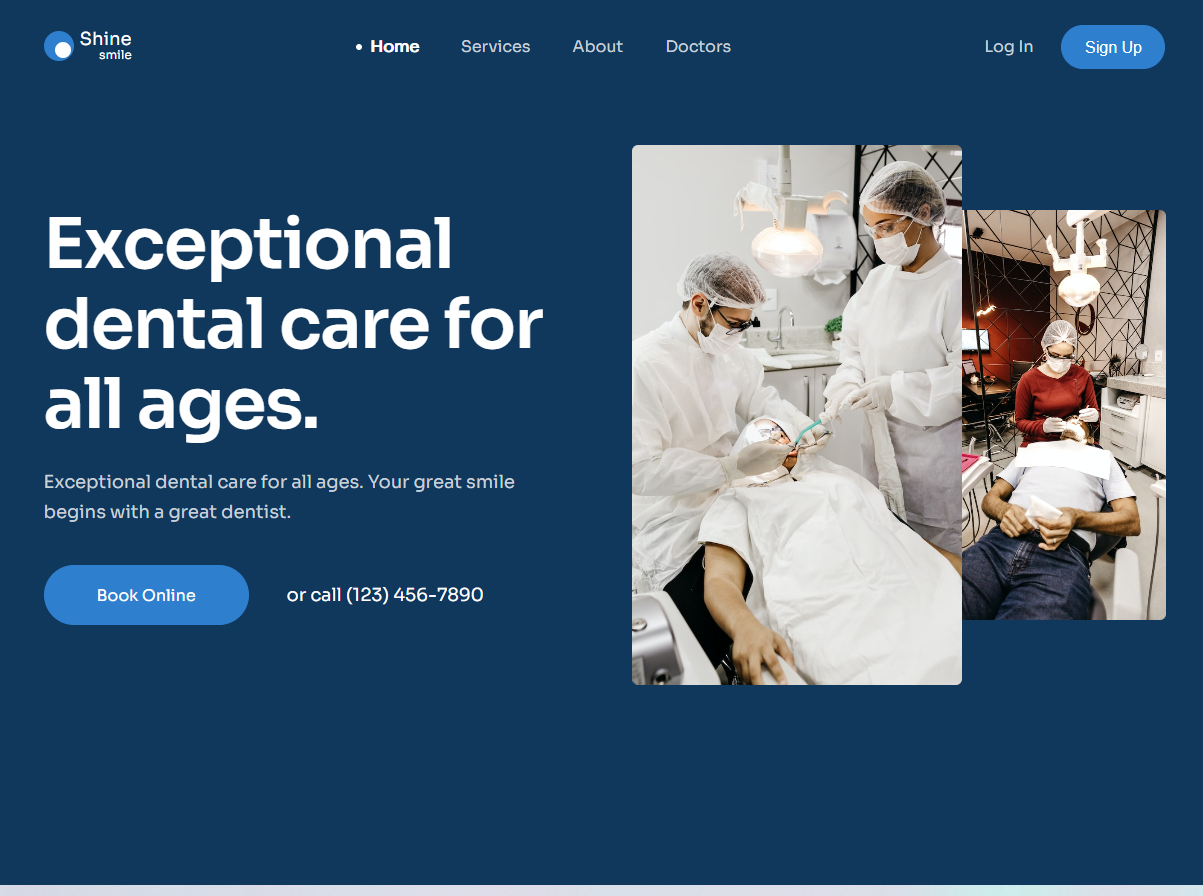 Shine
smile
Home
Services
About
Doctors
Log In
Sign Up
Exceptional
dental care for
all ages.
Exceptional dental care for all ages. Your great smile
begins with a great dentist.
Book Online
or call (123) 456-7890